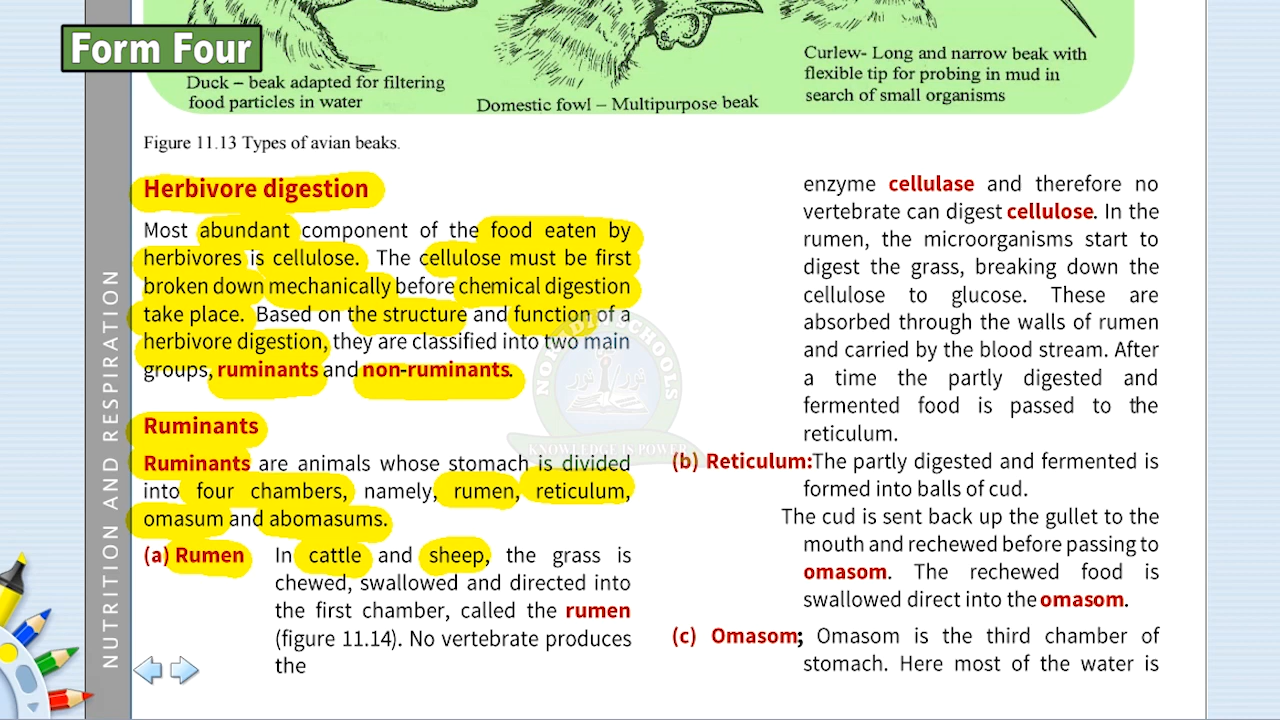 Form Four
Duck – beak adapted for filtering
food particles in water
Domestic fowl – Multipurpose beak
Curlew- Long and narrow beak with
flexible tip for probing in mud in
search of small organisms
Figure 11.13 Types of avian beaks.
NUTRITION AND RESPIRATION
Herbivore digestion
Most abundant component of the food eaten by
herbivores is cellulose. The cellulose must be first
broken down mechanically before chemical digestion
take place. Based on the structure and function of a
herbivore digestion, they are classified into two main
groups, ruminants and non-ruminants.
Ruminants
Ruminants are animals whose stomach is divided
into four chambers, namely, rumen, reticulum,
omasum and abomasums.
(a) Rumen In cattle and sheep, the grass is
chewed, swallowed and directed into
the first chamber, called the rumen
(figure 11.14). No vertebrate produces
the
enzyme cellulase and therefore no
vertebrate can digest cellulose. In the
rumen, the microorganisms start to
digest the grass, breaking down the
cellulose to glucose. These are
absorbed through the walls of rumen
and carried by the blood stream. After
a time the partly digested and
fermented food is passed to the
reticulum.
(b) Reticulum:The partly digested and fermented is
formed into balls of cud.
The cud is sent back up the gullet to the
mouth and rechewed before passing to
omasom. The rechewed food is
swallowed direct into the omasom.
(c) Omasom; Omasom is the third chamber of
stomach. Here most of the water is
KNOWLEDGE IS POWER